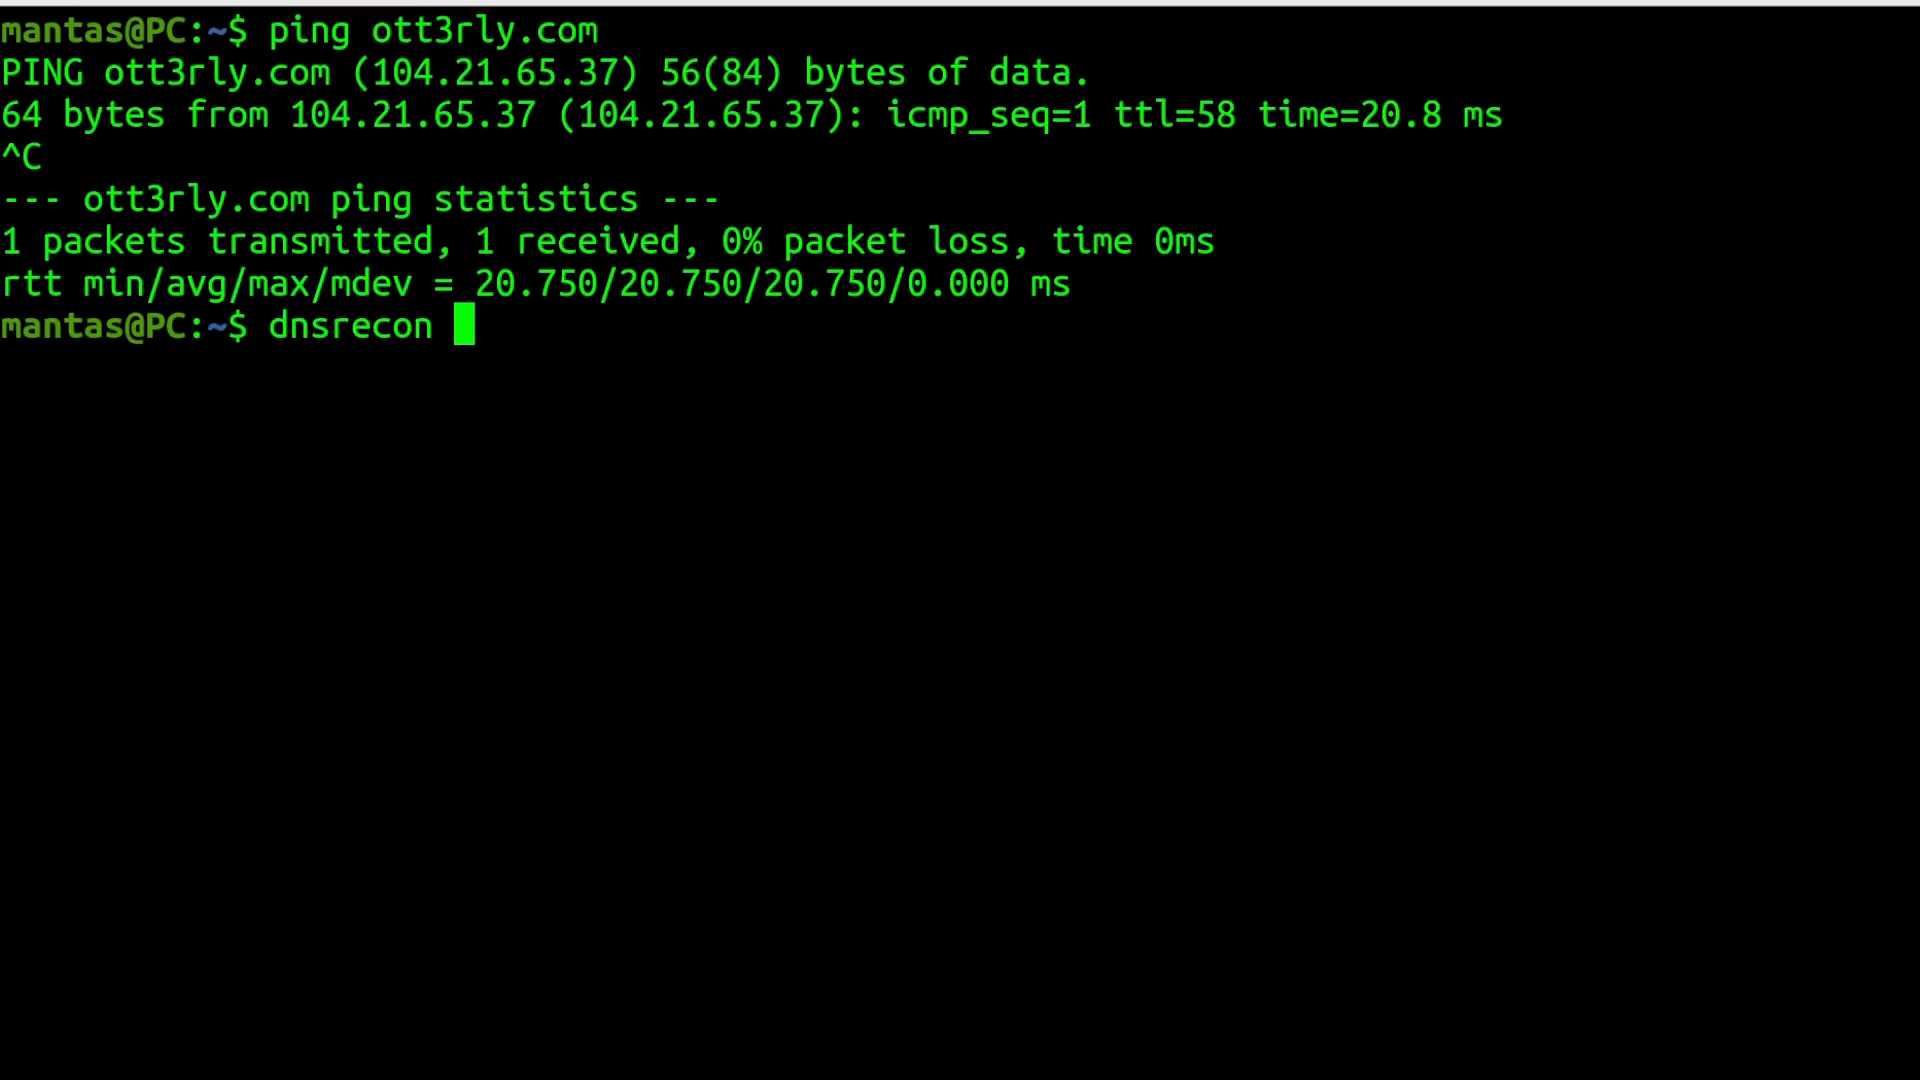 mantas@PC:~$ ping ott3rly.com
PING ott3rly.com (104.21.65.37) 56(84) bytes of data.
64 bytes from 104.21.65.37 (104.21.65.37): icmp_seq=1 ttl=58 time=20.8 ms
^C
--- ott3rly.com ping statistics ---
1 packets transmitted, 1 received, 0% packet loss, time 0ms
rtt min/avg/max/mdev = 20.750/20.750/20.750/0.000 ms
mantas@PC:~$ dnsrecon